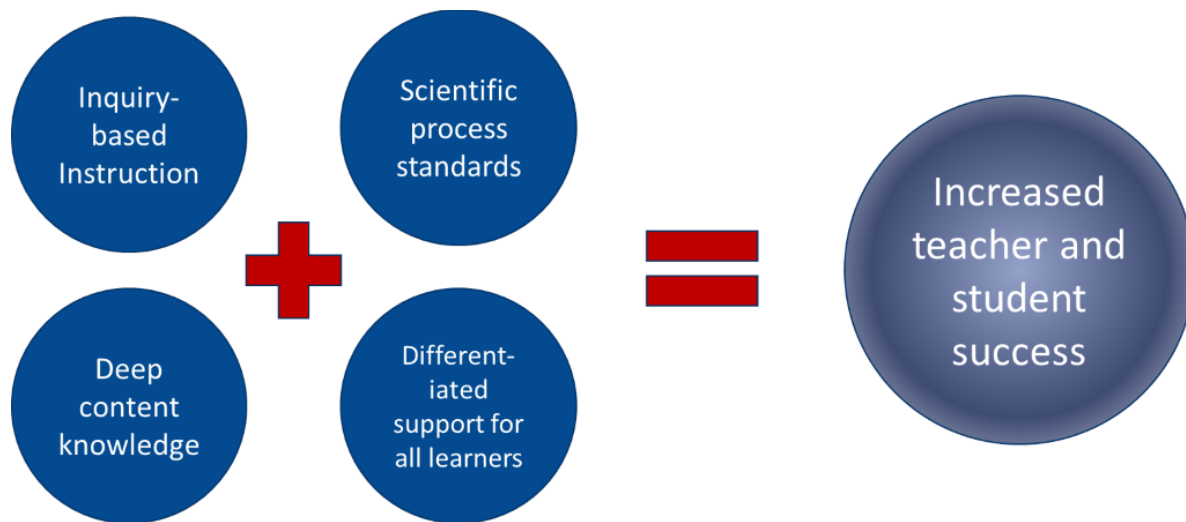 Inquiry-
based
Instruction
Scientific
process
standards
Deep
content
knowledge
Different-
iated
support for
all learners
Increased
teacher and
student
success